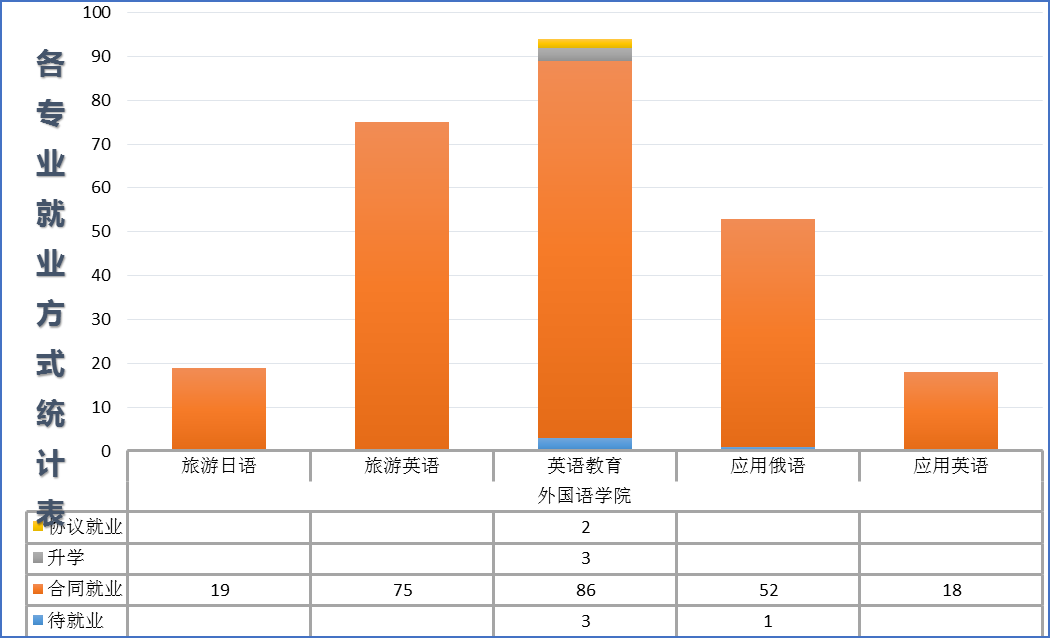 各专业就业方式统计表
100
90
80
70
60
50
40
30
20
10
0
旅游日语 旅游英语 英语教育 应用俄语 应用英语
外国语学院
协议就业 2
升学 3
合同就业 19 75 86 52 18
待就业 3 1